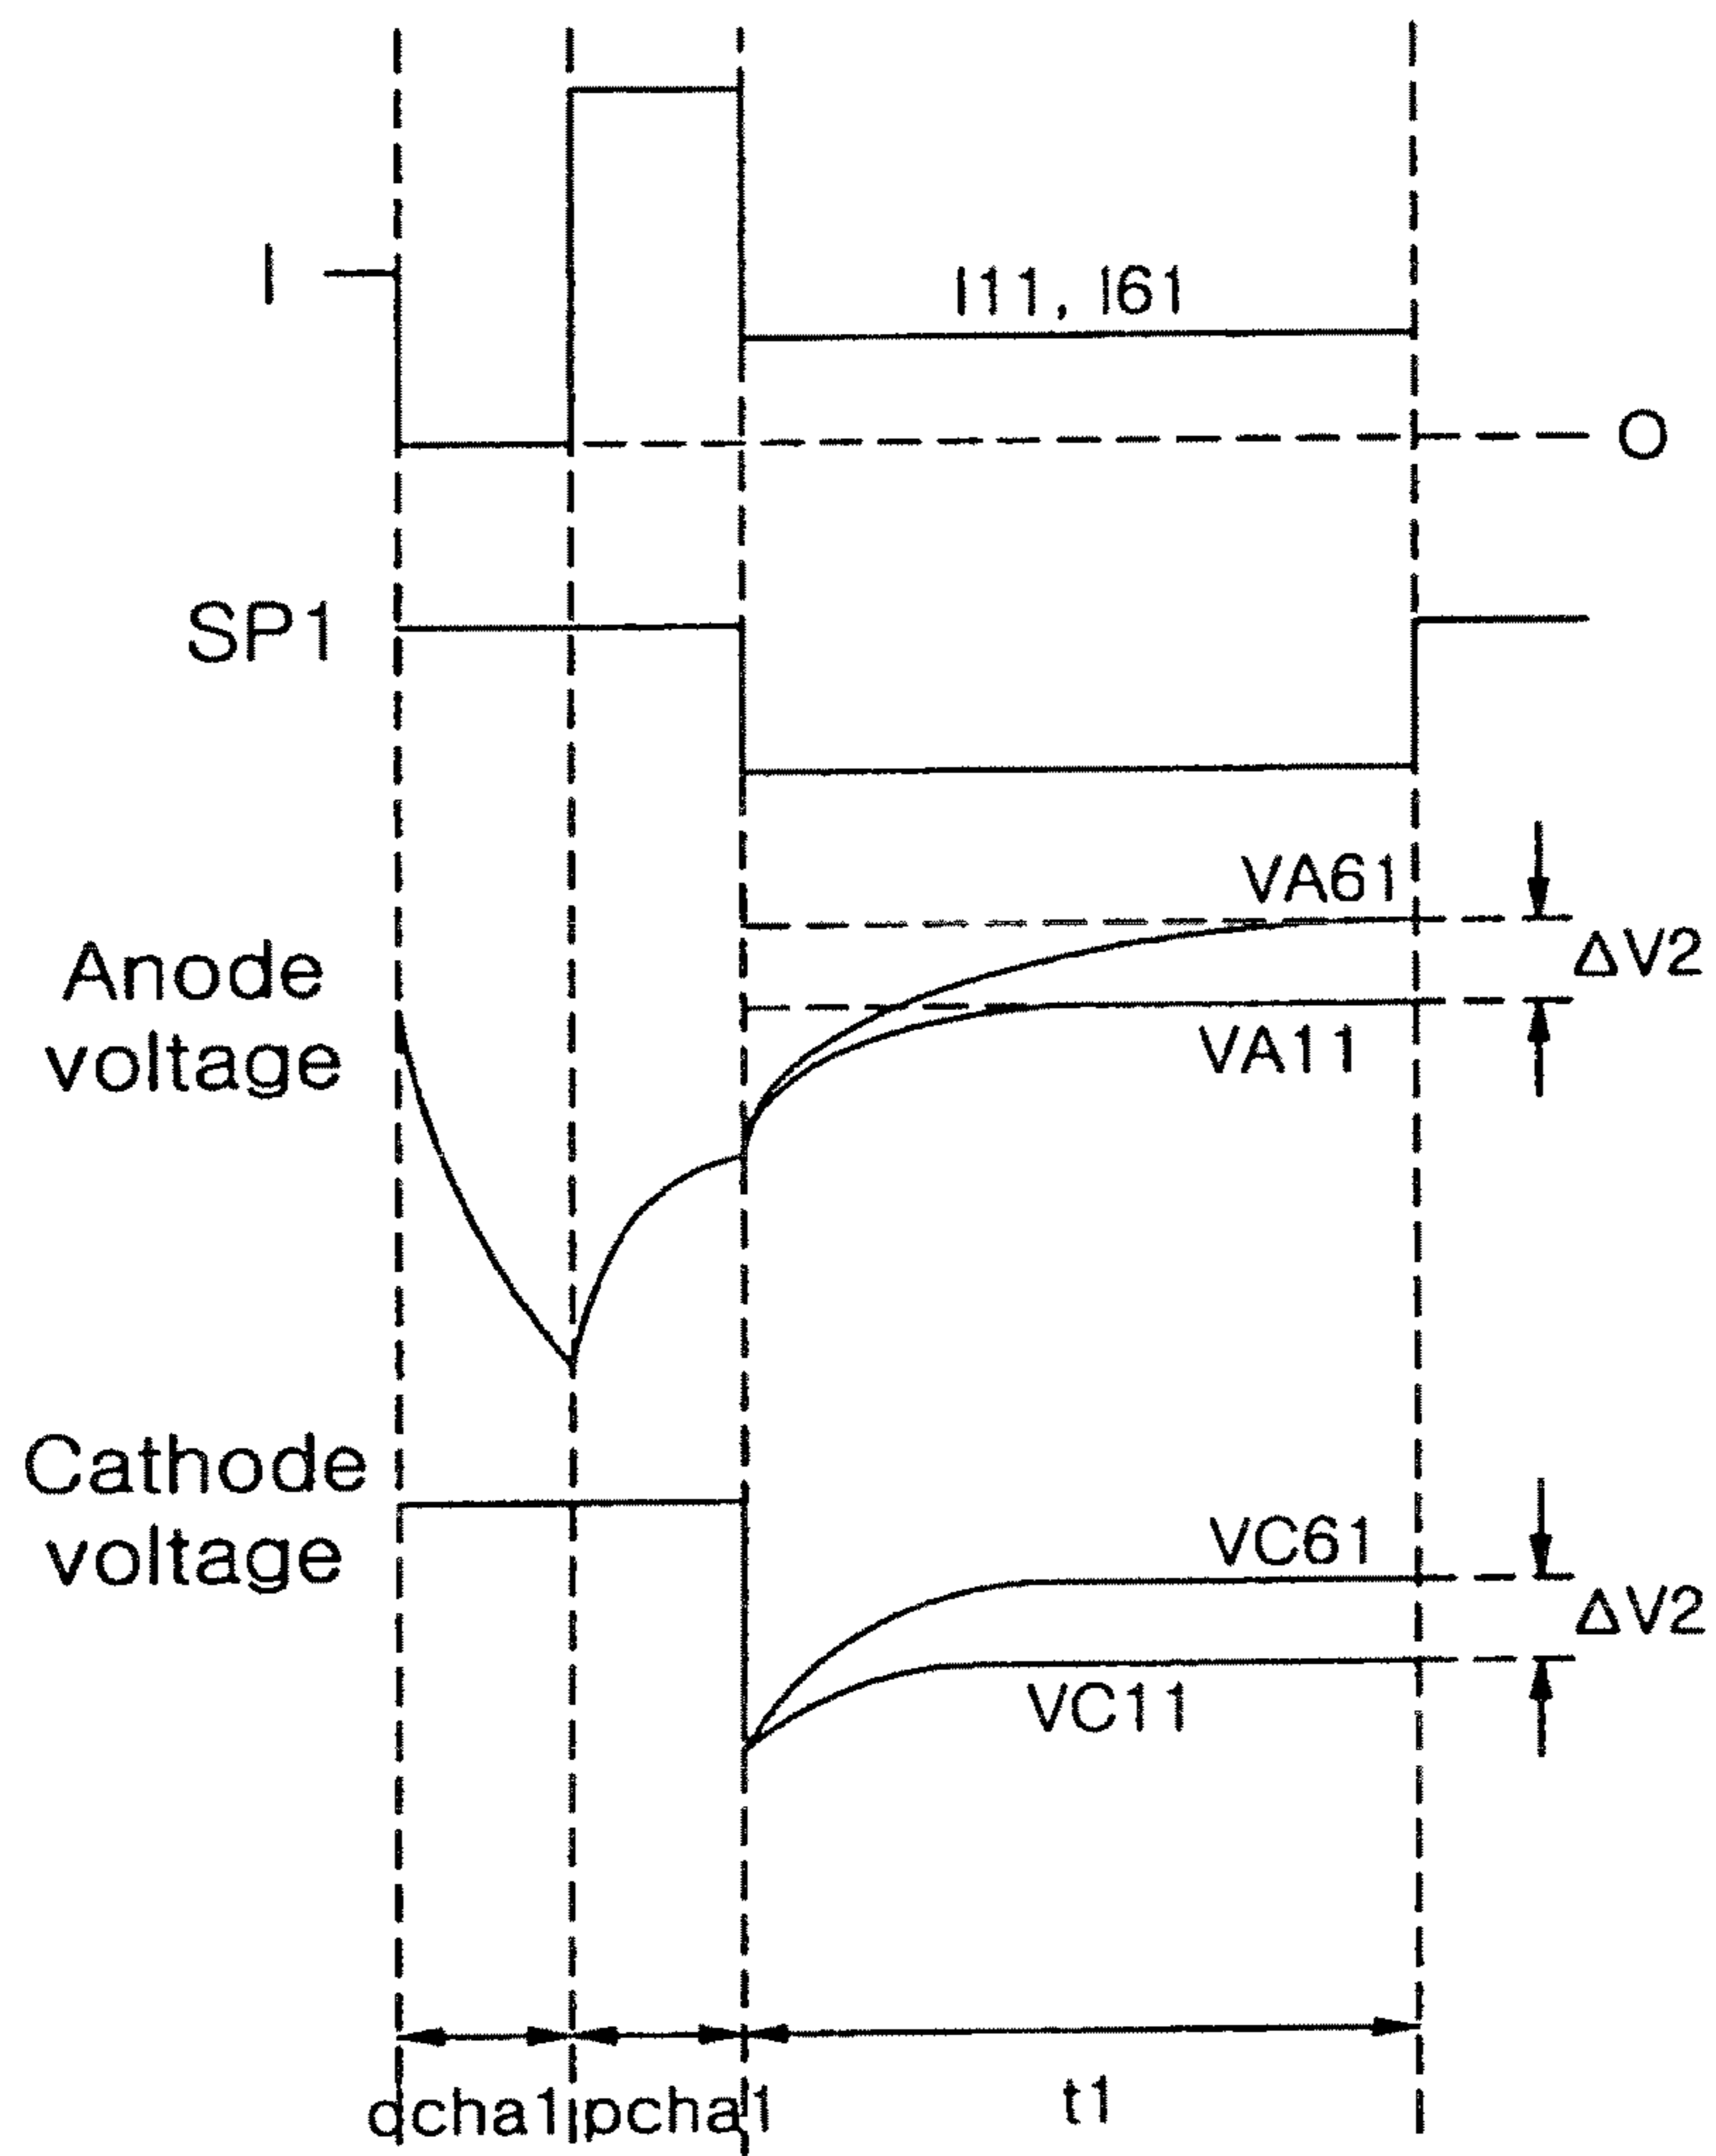 I
I11, I61
O
SP1
VA61
Anode
voltage
ΔV2
VA11
Cathode
voltage
VC61
ΔV2
VC11
dcha1
pcha1
t1